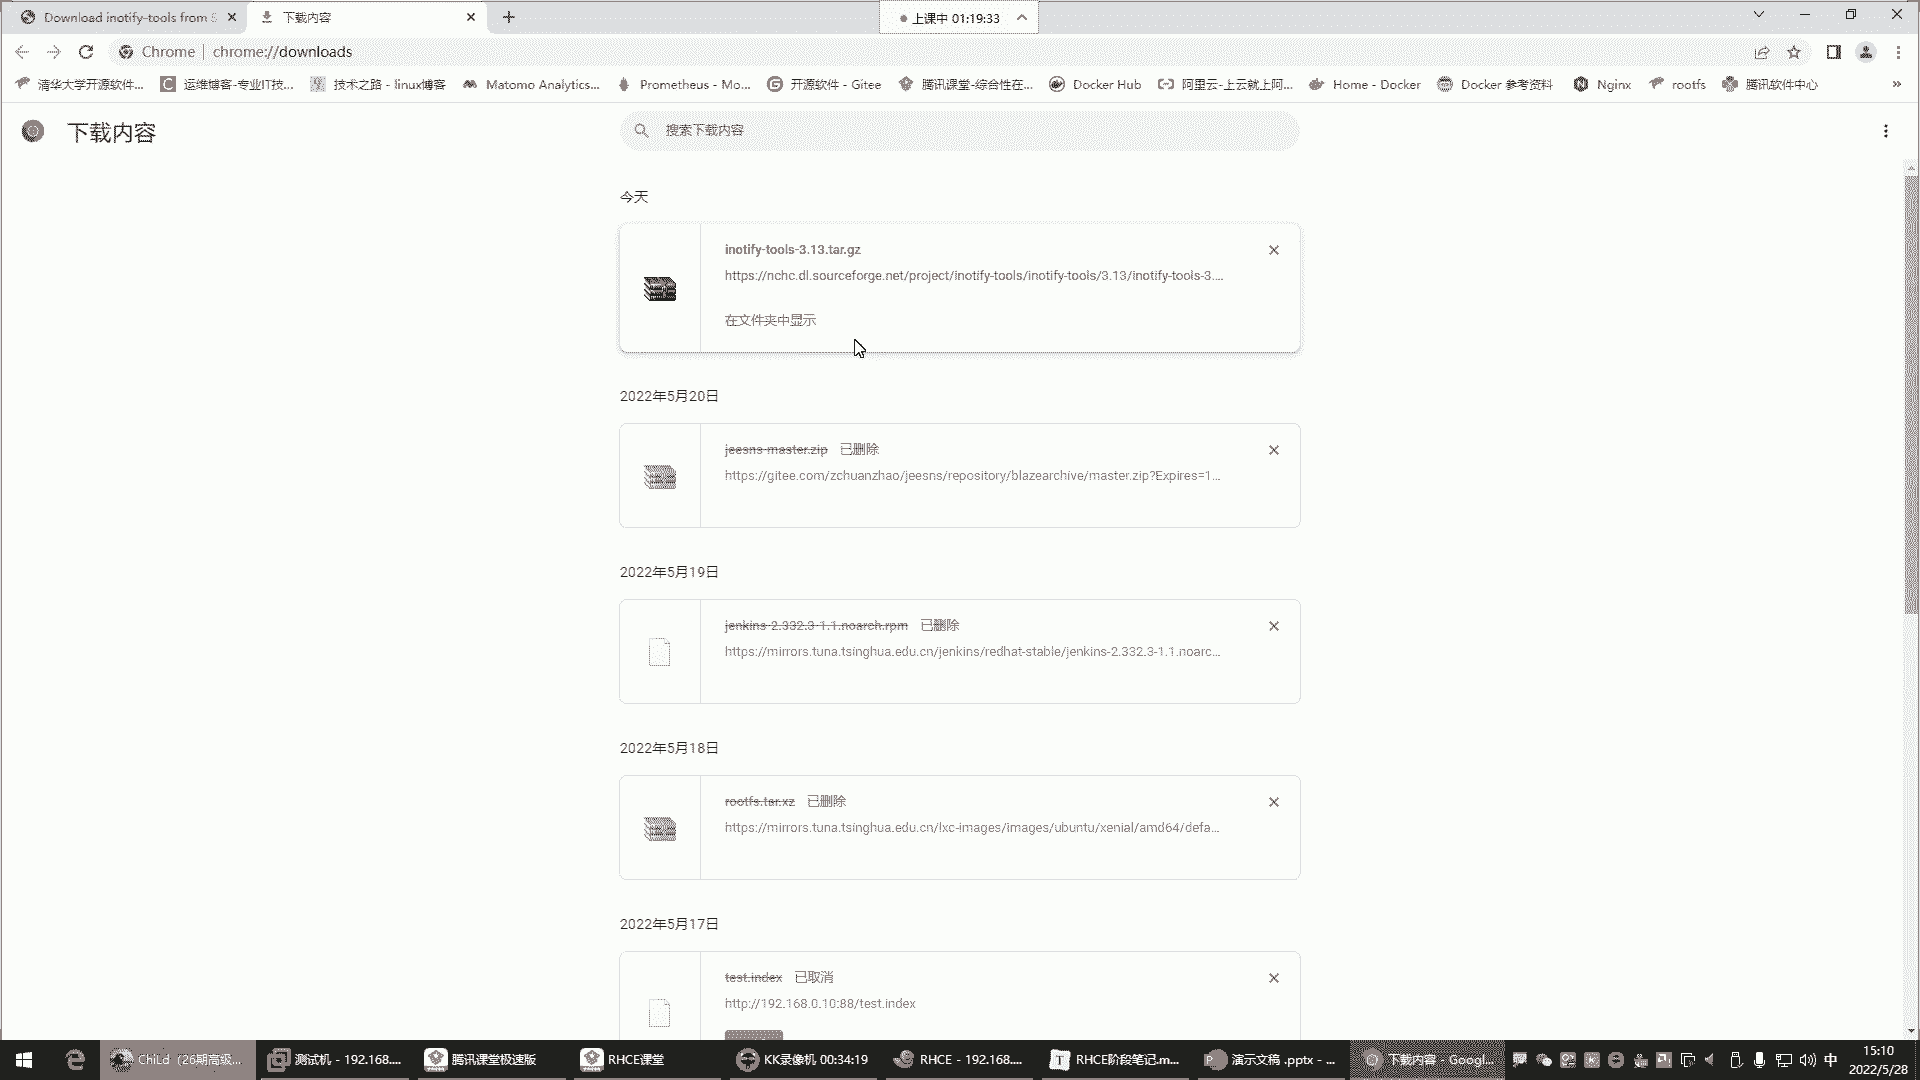 Download inotify-tools from S
下载内容
上课中 01:19:33
Chrome
chrome://downloads
清华大学开源软件...
运维博客-专业IT技...
技术之路 - linux博客
Matomo Analytics...
Prometheus - Mo...
开源软件 - Gitee
腾讯课堂-综合性在...
Docker Hub
阿里云-上云就上阿...
Home - Docker
Docker 参考资料
Nginx
rootfs
腾讯软件中心
»
下载内容
搜索下载内容
今天
inotify-tools-3.13.tar.gz
https://nchc.dl.sourceforge.net/project/inotify-tools/inotify-tools/3.13/inotify-tools-3....
在文件夹中显示
2022年5月20日
jeesns-master.zip 已删除
https://gitee.com/zchuanzhao/jeesns/repository/blazearchive/master.zip?Expires=1...
2022年5月19日
jenkins-2.332.3-1.1.noarch.rpm 已删除
https://mirrors.tuna.tsinghua.edu.cn/jenkins/redhat-stable/jenkins-2.332.3-1.1.noarc...
2022年5月18日
rootfs.tar.xz 已删除
https://mirrors.tuna.tsinghua.edu.cn/lxc-images/images/ubuntu/xenial/amd64/defa...
2022年5月17日
test.index 已取消
http://192.168.0.10:88/test.index
ChiLd（26期高级...
测试机 - 192.168....
腾讯课堂极速版
RHCE课堂
KK录像机 00:34:19
RHCE - 192.168....
RHCE阶段笔记.m...
演示文稿 .pptx - ...
下载内容 - Googl...
中
15:10
2022/5/28